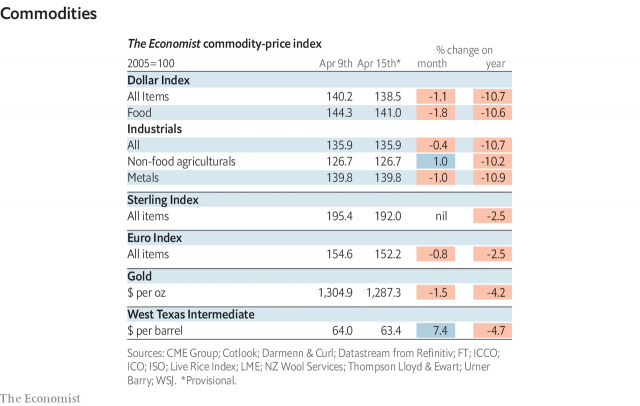 Commodities
The Economist commodity-price index
% change on
2005=100 Apr 9th Apr 15th* month year
Dollar Index
All Items 140.2 138.5 -1.1 -10.7
Food 144.3 141.0 -1.8 -10.6
Industrials
All 135.9 135.9 -0.4 -10.7
Non-food agriculturals 126.7 126.7 1.0 -10.2
Metals 139.8 139.8 -1.0 -10.9
Sterling Index
All items 195.4 192.0 nil -2.5
Euro Index
All items 154.6 152.2 -0.8 -2.5
Gold
$ per oz 1,304.9 1,287.3 -1.5 -4.2
West Texas Intermediate
$ per barrel 64.0 63.4 7.4 -4.7
Sources: CME Group; Cotlook; Darmenn & Curl; Datastream from Refinitiv; FT; ICCO;
ICO; ISO; Live Rice Index; LME; NZ Wool Services; Thompson Lloyd & Ewart; Urner
Barry; WSJ. *Provisional.
The Economist